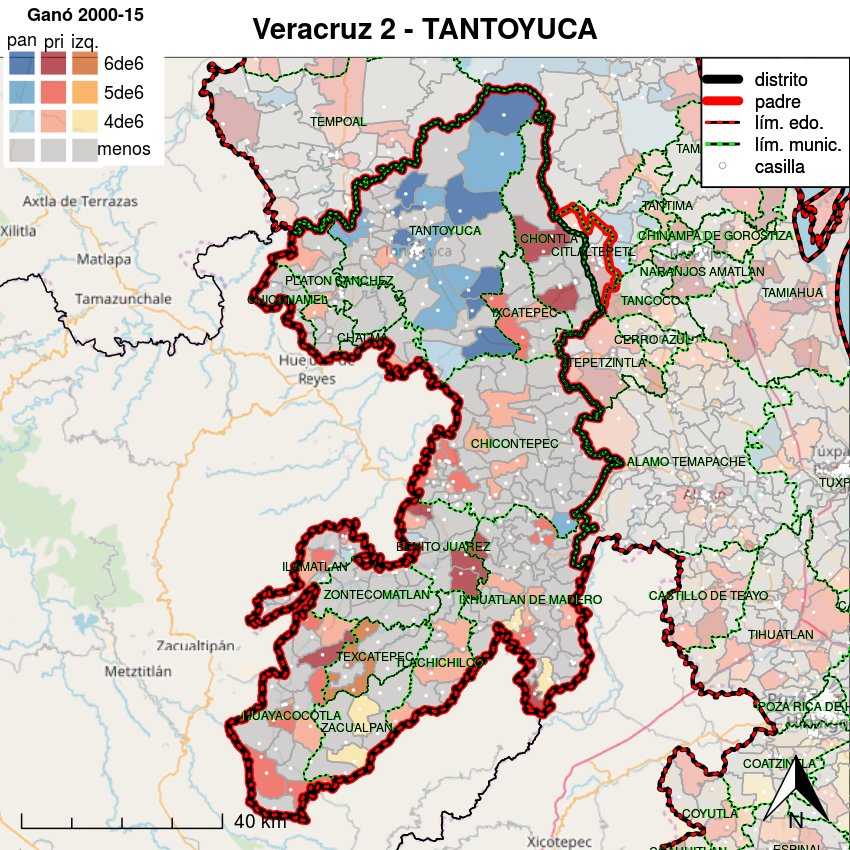 Veracruz 2 - TANTOYUCA
Ganó 2000-15
pan pri izq.
6de6
5de6
4de6
menos
distrito
padre
lím. edo.
lím. munic.
casilla
TEMPOAL
TAM
TANTIMA
Axtla de Terrazas
Xilitla
CHINAMPA DE GOROSTIZA
TANTOYUCA
CHONTLA
CITLALTEPETL
Matlapa
NARANJOS AMATLAN
PLATON SANCHEZ
Tamazunchale
CHICONAMEL
TANCOCO
TAMIAHUA
IXCATEPEC
CHALMA
CERRO AZUL
Huejutla de
Reyes
TEPETZINTLA
CHICONTEPEC
ALAMO TEMAPACHE
Túxpa
TUXP
BENITO JUAREZ
ILAMATLAN
ZONTECOMATLAN
IXHUATLAN DE MADERO
CASTILLO DE TEAYO
TIHUATLAN
Zacualtipán
TEXCATEPEC
TLACHICHILCO
Metztitlán
POZA RICA DE H
HUAYACOCOTLA
ZACUALPAN
COATZINTLA
COYUTLA
40 km
N
Xicotepec
COAHUITLAN
ESPINAL